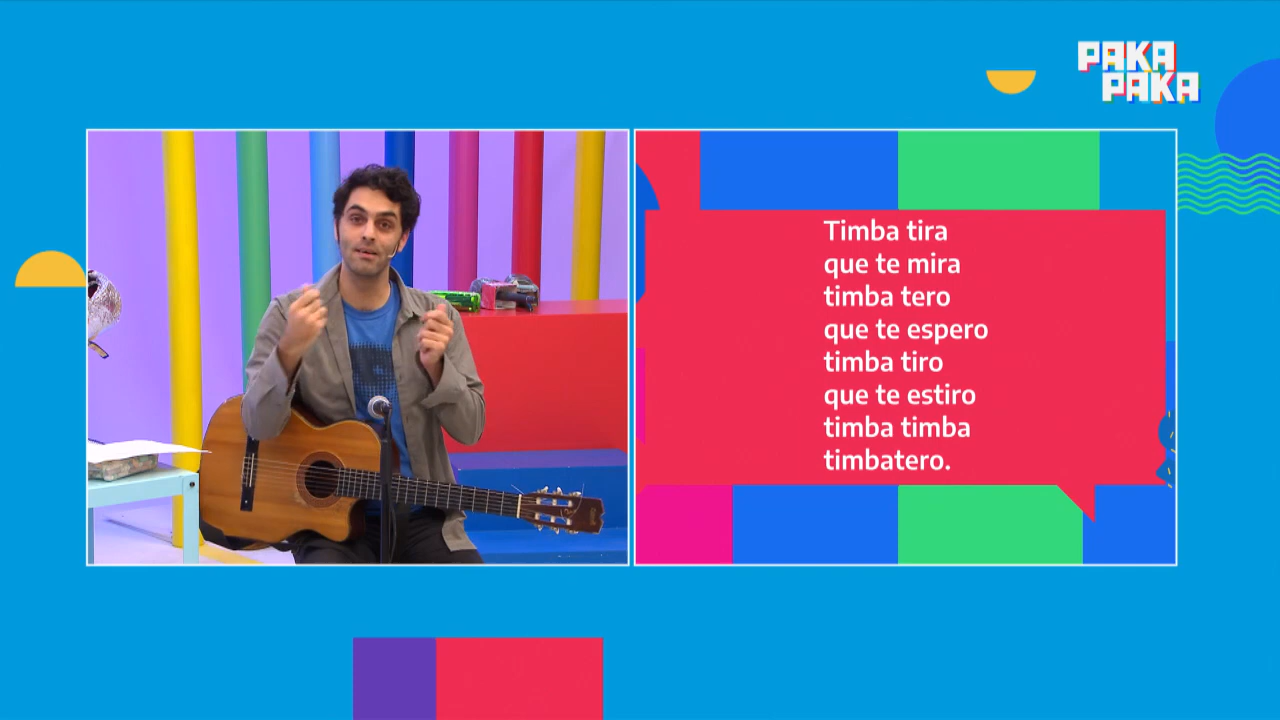 PAKA
PAKA
Timba tira
que te mira
timba tero
que te espero
timba tiro
que te estiro
timba timba
timbatero.